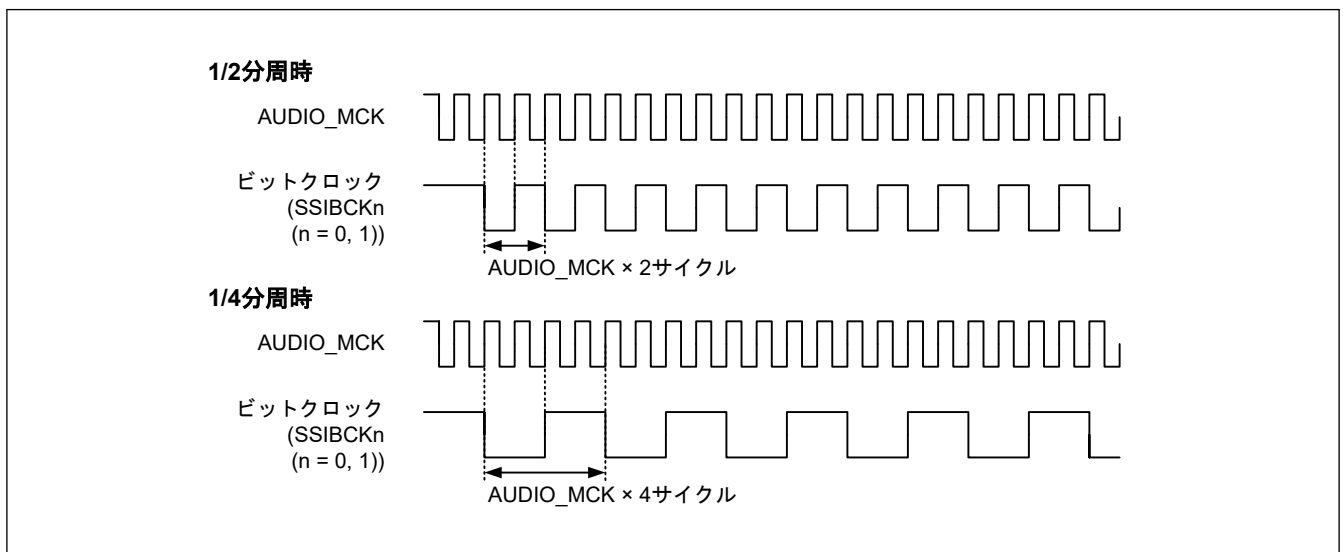 1/2分周時
AUDIO_MCK
ビットクロック
(SSIBCKn
(n = 0, 1))
AUDIO_MCK × 2サイクル
1/4分周時
AUDIO_MCK
ビットクロック
(SSIBCKn
(n = 0, 1))
AUDIO_MCK × 4サイクル